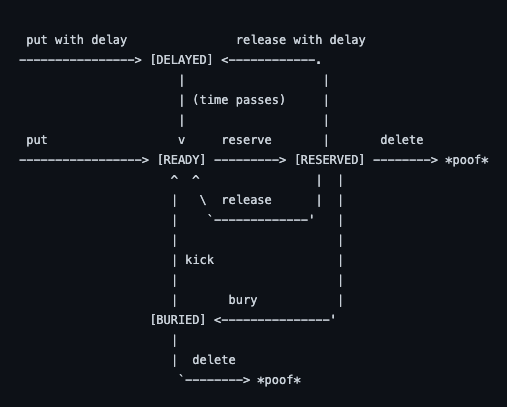 put with delay release with delay
----------------> [DELAYED] <------------.
| |
| (time passes) |
| |
put v reserve | delete
-----------------> [READY] ---------> [RESERVED] --------> *poof*
^ ^ | |
| \ release | |
| `-------------' |
| |
| kick |
| |
| bury |
[BURIED] <---------------'
|
| delete
`--------> *poof*